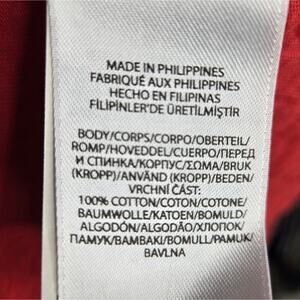 MADE IN PHILIPPINES
FABRIQUÉ AUX PHILIPPINES
HECHO EN FILIPINAS
FİLİPİNLER'DE ÜRETİLMİŞTİR
BODY/CORPS/CORPO/OBERTEIL/
ROMP/HOVEDDEL/CUERPO/ПЕРЕД
И СПИНКА/КОРПУС/ΣΩΜΑ/BRUK
(KROPP)/ANVÄND (KROPP)/BEDEN/
VRCHNÍ ČÁST:
100% COTTON/COTON/COTONE/
BAUMWOLLE/KATOEN/BOMULD/
ALGODÓN/ALGODÃO/ХЛОПОК/
ПАМУК/ΒΑΜΒΑΚΙ/BOMULL/PAMUK/
BAVLNA